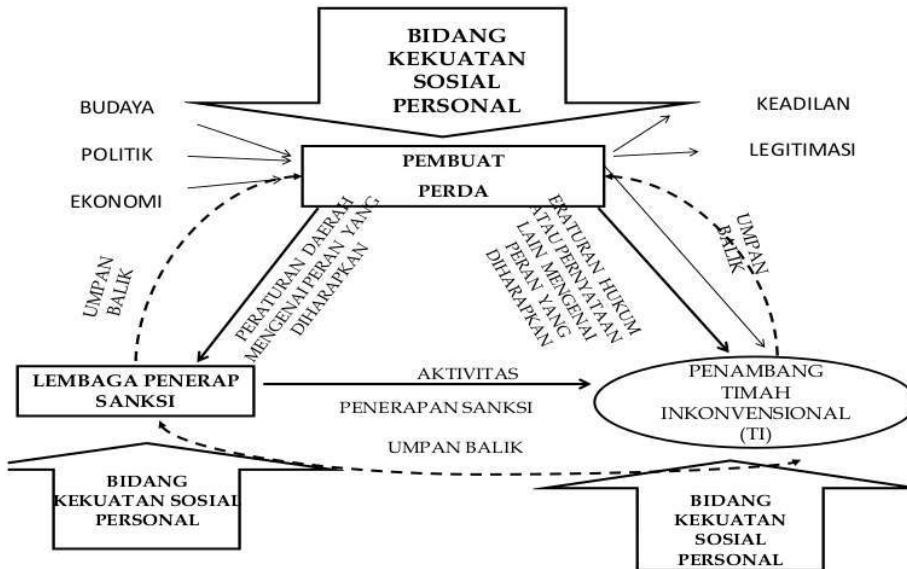 BIDANG
KEKUATAN
SOSIAL
PERSONAL
BUDAYA
POLITIK
EKONOMI
KEADILAN
LEGITIMASI
PEMBUAT
PERDA
UMPAN
BALIK
PERATURAN DAERAH
MENGENAI PERAN YANG
DIHARAPKAN
ERATURAN HUKUM
ATAU PERNYATAAN
LAIN MENGENAI
PERAN YANG
DIHARAPKAN
UMPAN
BALIK
LEMBAGA PENERAP
SANKSI
AKTIVITAS
PENERAPAN SANKSI
UMPAN BALIK
PENAMBANG
TIMAH
INKONVENSIONAL
(TI)
BIDANG
KEKUATAN SOSIAL
PERSONAL
BIDANG
KEKUATAN
SOSIAL
PERSONAL